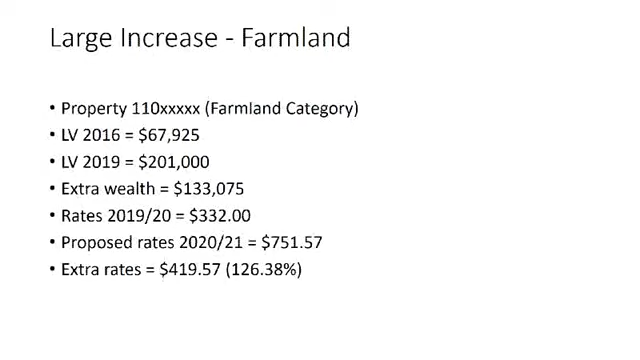 Large Increase - Farmland
• Property 110xxxxx (Farmland Category)
• LV 2016 = $67,925
• LV 2019 = $201,000
• Extra wealth = $133,075
• Rates 2019/20 = $332.00
• Proposed rates 2020/21 = $751.57
• Extra rates = $419.57 (126.38%)